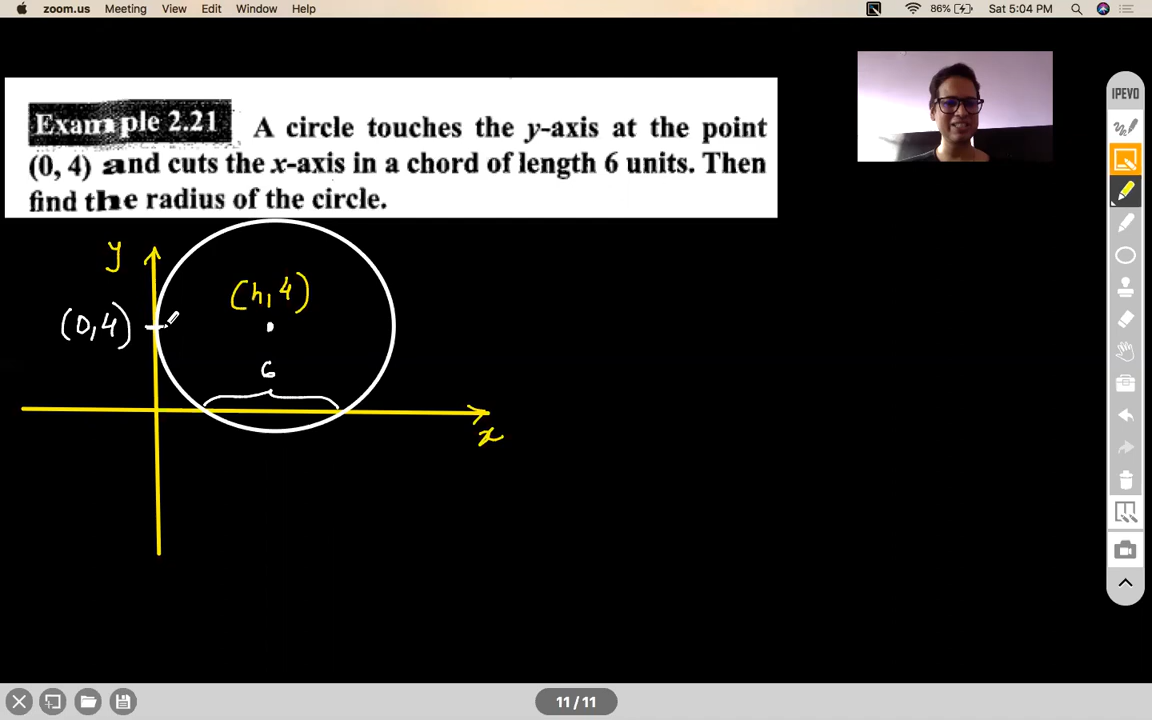 zoom.us Meeting View Edit Window Help 86% Sat 5:04 PM
IPEVO
Example 2.21 A circle touches the y-axis at the point
(0, 4) and cuts the x-axis in a chord of length 6 units. Then
find the radius of the circle.
y
(h, 4)
(0,4)
6
x
11 / 11